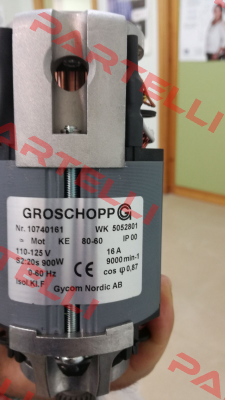 PARTELLI
GROSCHOPP G
Nr. 10740161 WK 5052801
≃ Mot KE 80-60 IP 00
110-125 V 16 A
S2:20s 900W 9000 min-1
0-60 Hz CE cos φ 0,87
Isol.Kl.F Gycom Nordic AB
PARTELLI
PARTELLI